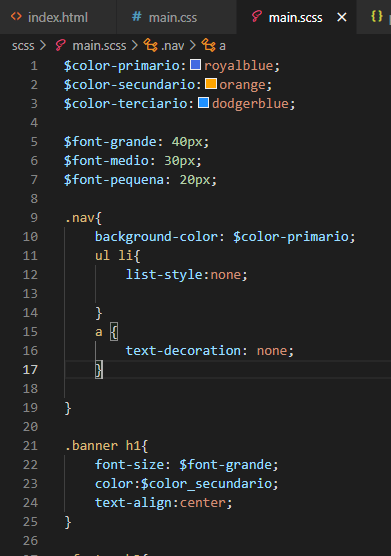 index.html main.css main.scss {} p
scss > main.scss > .nav > a
1 $color-primario:royalblue;
2 $color-secundario:orange;
3 $color-terciario:dodgerblue;
4
5 $font-grande: 40px;
6 $font-medio: 30px;
7 $font-pequena: 20px;
8
9 .nav{
10 background-color: $color-primario;
11 ul li{
12 list-style:none;
13
14 }
15 a {
16 text-decoration: none;
17 }
18
19 }
20
21 .banner h1{
22 font-size: $font-grande;
23 color:$color_secundario;
24 text-align:center;
25 }
26